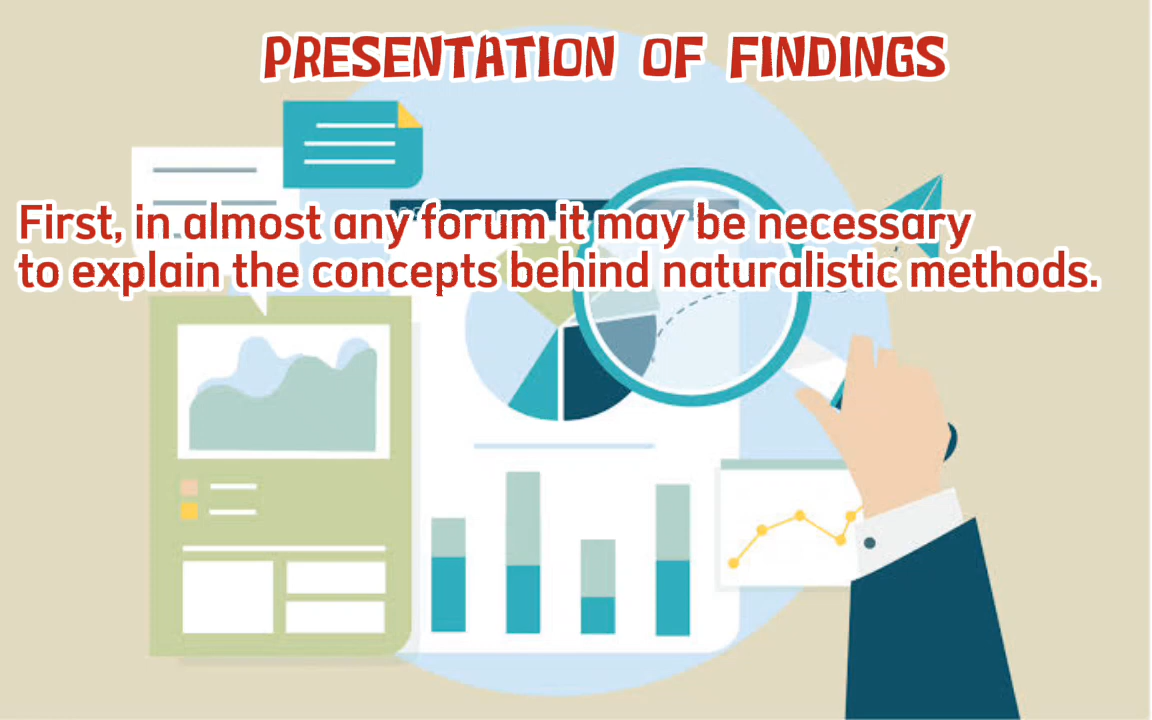 PRESENTATION OF FINDINGS
First, in almost any forum it may be necessary
to explain the concepts behind naturalistic methods.